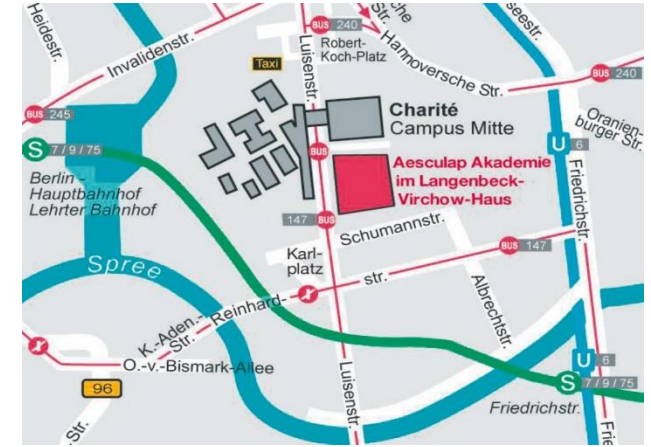 Heidestr.
Invalidenstr.
Luisenstr.
BUS 240
Robert-
Koch-Platz
Taxi
Hannoversche Str.
BUS 240
BUS
245
S 7 / 9 / 75
Berlin
Hauptbahnhof
Lehrter Bahnhof
Charité
Campus Mitte
BUS
Aesculap Akademie
im Langenbeck-
Virchow-Haus
U 6
Oranien-
burger Str.
Friedrichstr.
147 BUS
Schumannstr.
BUS 147
Karl-
platz
Spree
Reinhard-
str.
Albrechtstr.
K.-Aden.-
Str.
O.-v.-Bismark-Allee
96
Luisenstr.
U 6
S 7 / 9 / 75
Friedrichstr.
Str.